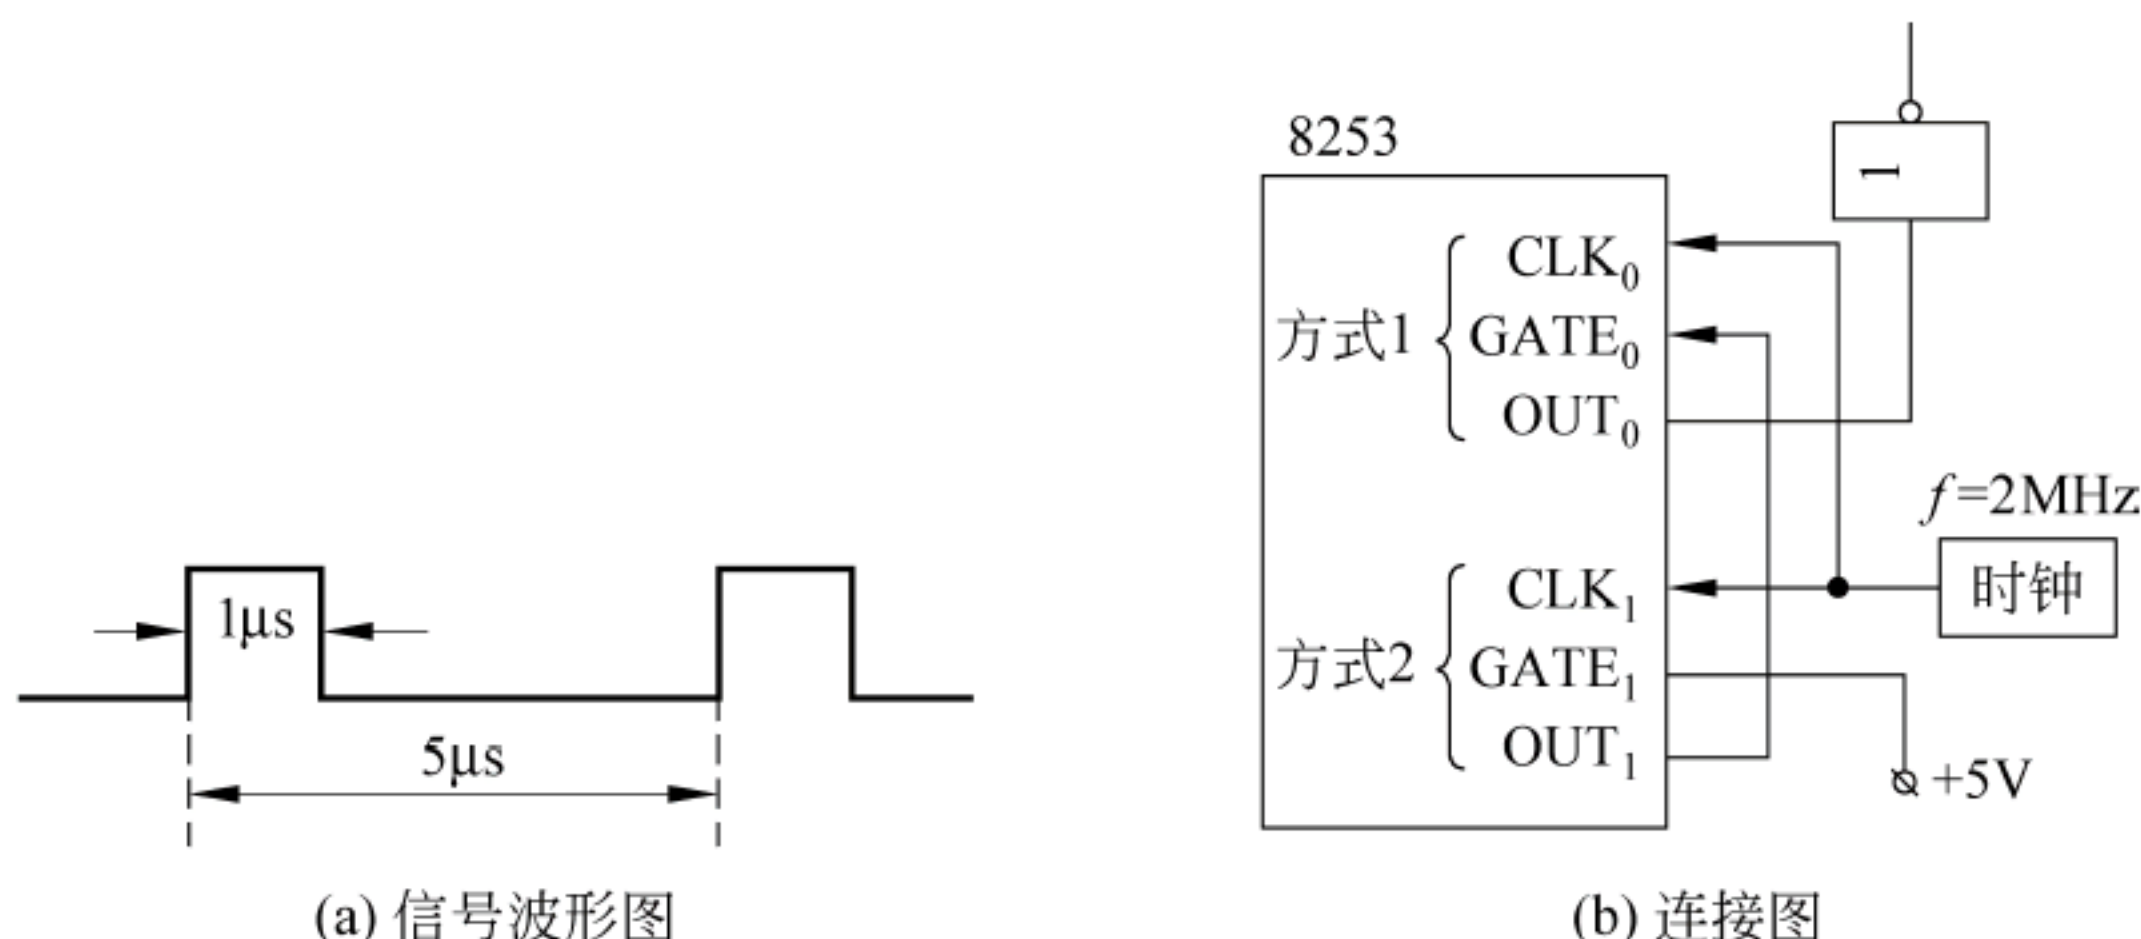 1μs
5μs
(a) 信号波形图
8253
1
方式1
CLK0
GATE0
OUT0
f=2MHz
时钟
方式2
CLK1
GATE1
OUT1
+5V
(b) 连接图